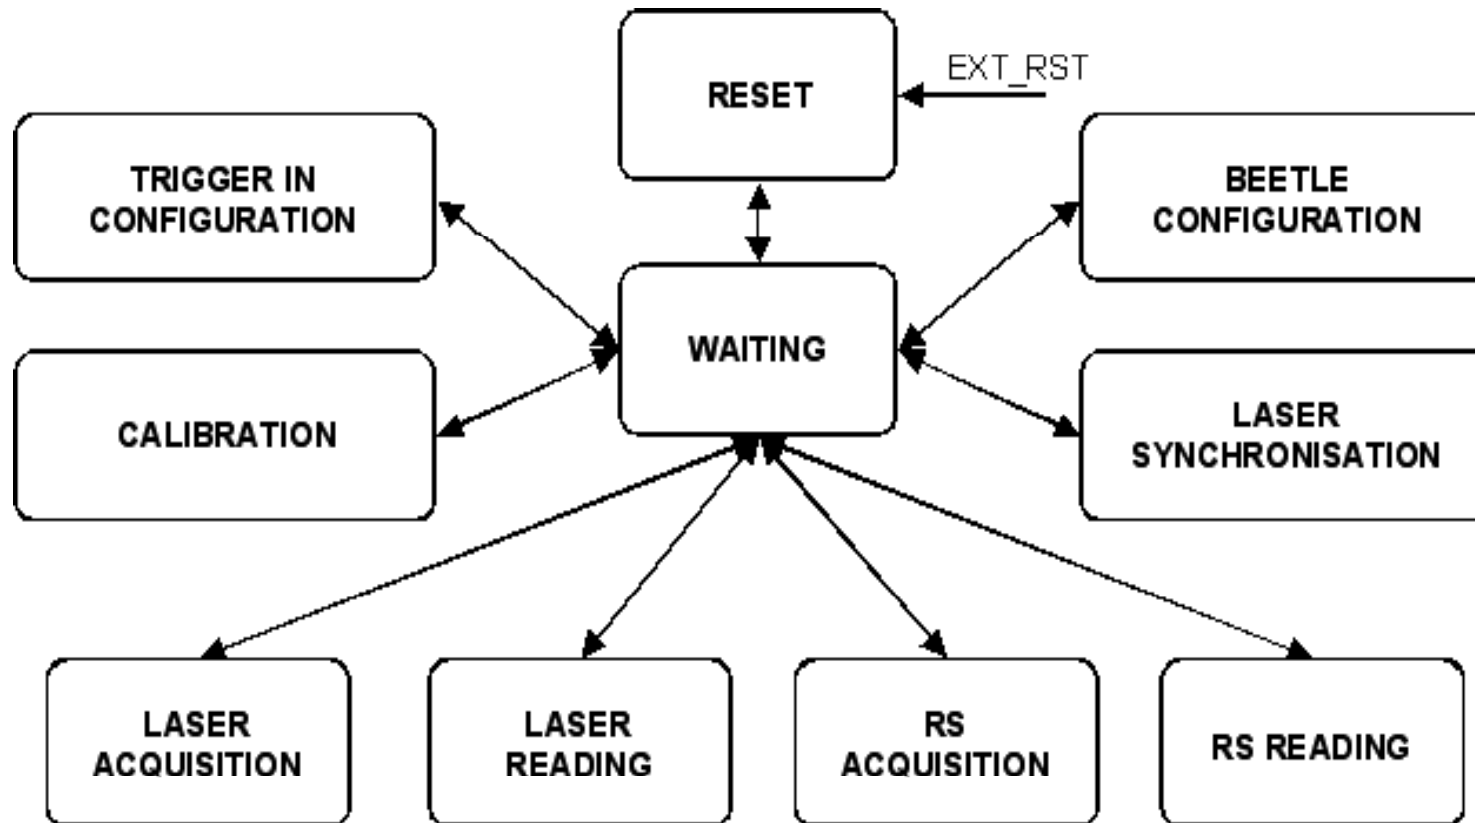 RESET
EXT_RST
TRIGGER IN
CONFIGURATION
BEETLE
CONFIGURATION
WAITING
CALIBRATION
LASER
SYNCHRONISATION
LASER
ACQUISITION
LASER
READING
RS
ACQUISITION
RS READING